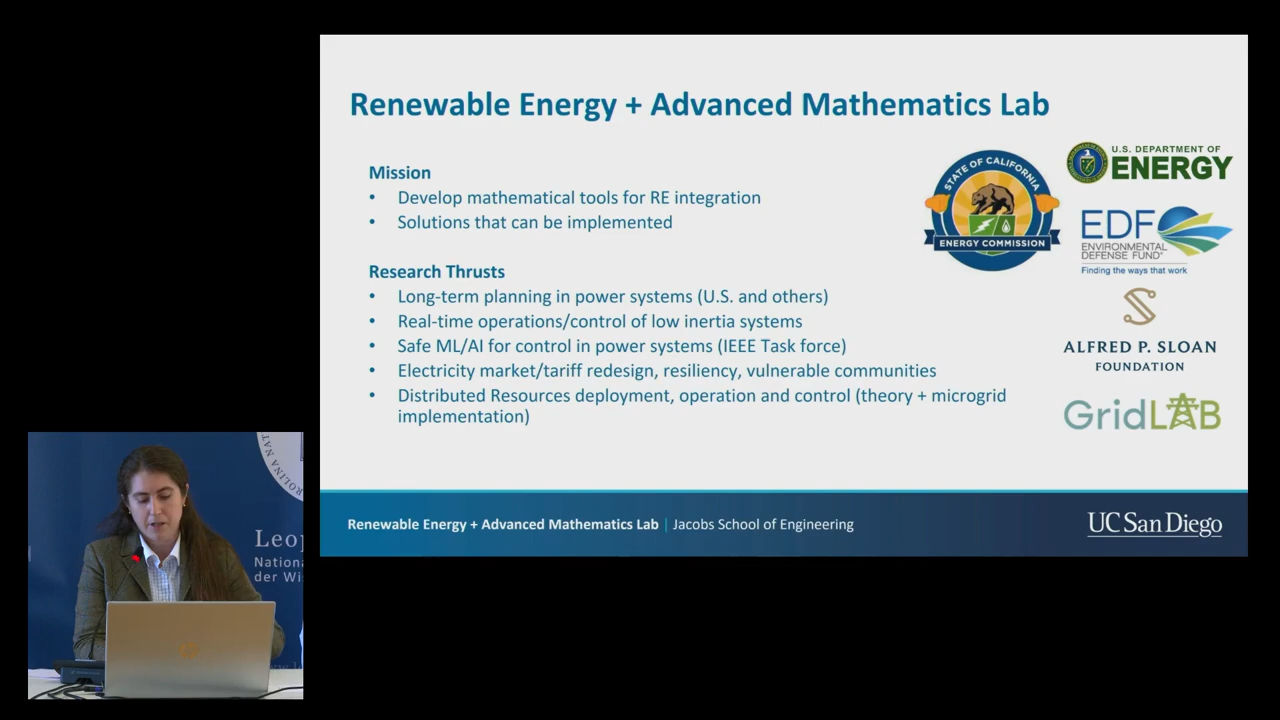 Renewable Energy + Advanced Mathematics Lab
Mission
• Develop mathematical tools for RE integration
• Solutions that can be implemented
Research Thrusts
• Long-term planning in power systems (U.S. and others)
• Real-time operations/control of low inertia systems
• Safe ML/AI for control in power systems (IEEE Task force)
• Electricity market/tariff redesign, resiliency, vulnerable communities
• Distributed Resources deployment, operation and control (theory + microgrid
implementation)
STATE OF CALIFORNIA
ENERGY COMMISSION
U.S. DEPARTMENT OF
ENERGY
EDF
ENVIRONMENTAL
DEFENSE FUND®
Finding the ways that work
ALFRED P. SLOAN
FOUNDATION
GridLAB
Renewable Energy + Advanced Mathematics Lab | Jacobs School of Engineering
UC San Diego
der